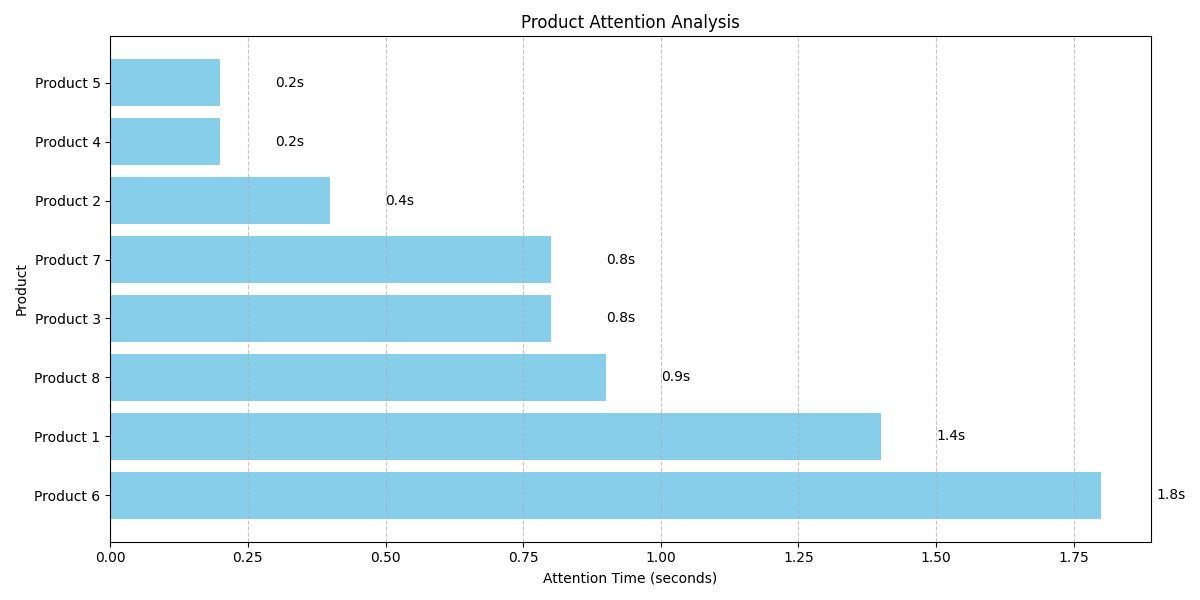 Product Attention Analysis
Product 5 0.2s
Product 4 0.2s
Product 2 0.4s
Product 7 0.8s
Product 3 0.8s
Product 8 0.9s
Product 1 1.4s
Product 6 1.8s
Product
0.00 0.25 0.50 0.75 1.00 1.25 1.50 1.75
Attention Time (seconds)